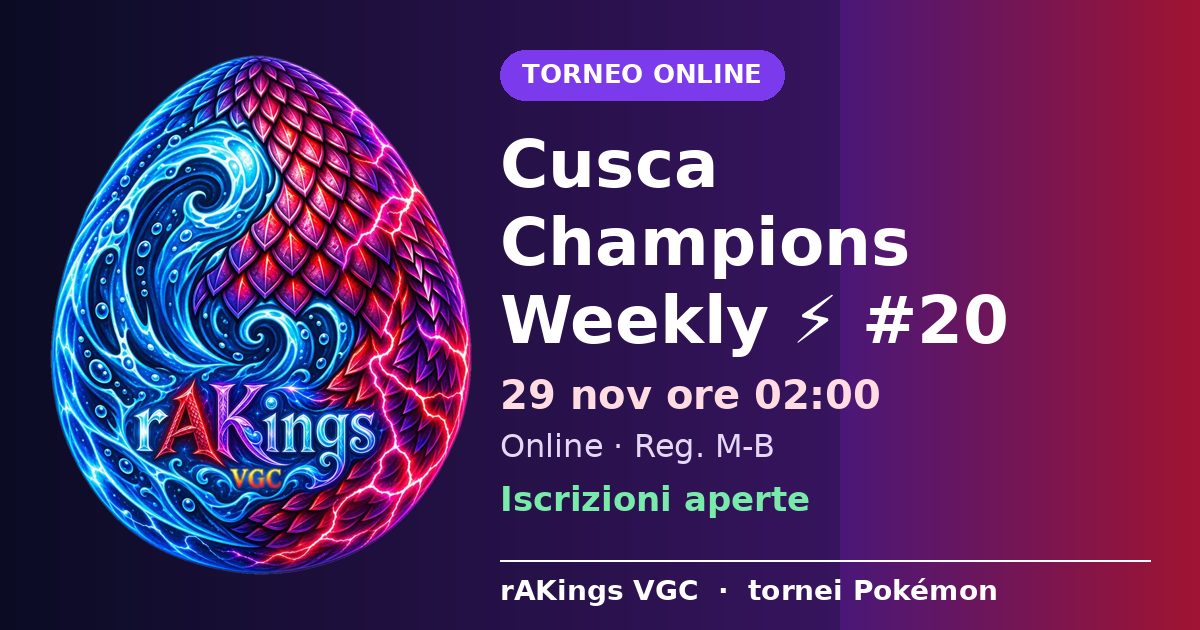 TORNEO ONLINE
Cusca
Champions
Weekly ⚡ #20
29 nov ore 02:00
Online · Reg. M-B
Iscrizioni aperte
rAKings VGC · tornei Pokémon
rAKings
VGC